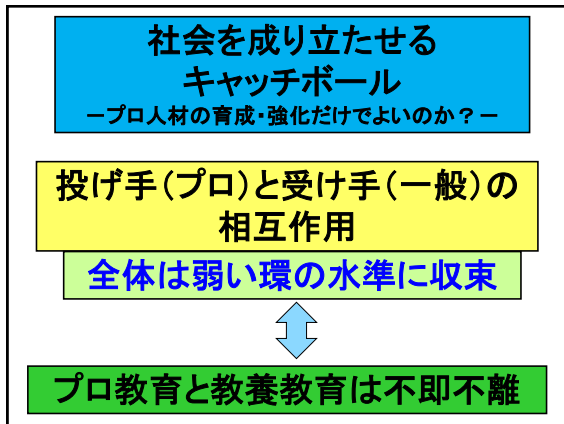 社会を成り立たせる
キャッチボール
－プロ人材の育成・強化だけでよいのか？－
投げ手（プロ）と受け手（一般）の
相互作用
全体は弱い環の水準に収束
プロ教育と教養教育は不即不離